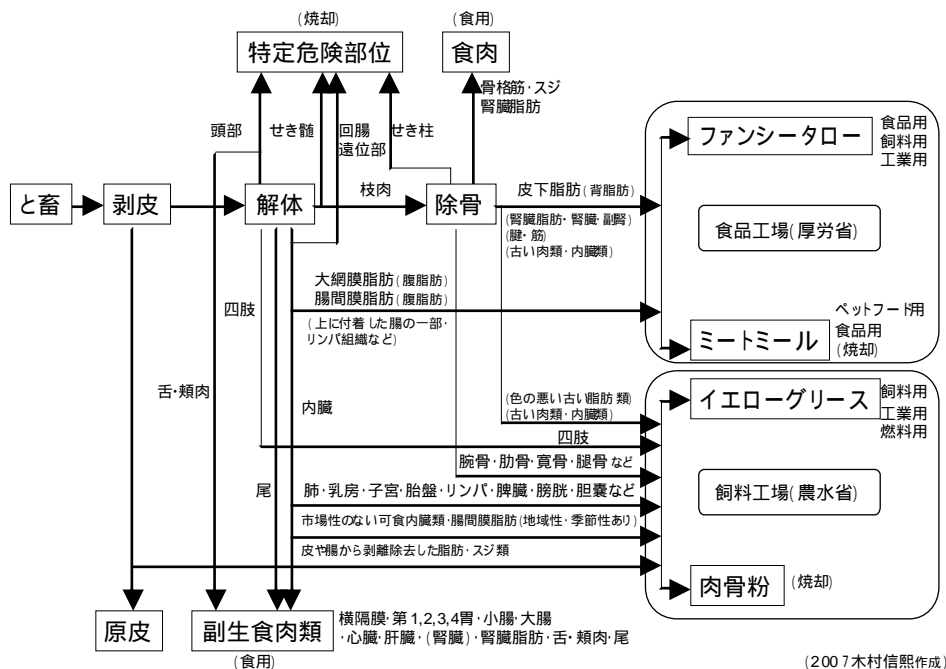 (焼却)
特定危険部位
(食用)
食肉
骨格筋・スジ
腎臓脂肪
頭部
せき髄
回腸
遠位部
せき柱
ファンシータロー
食品用
飼料用
工業用
と畜
剥皮
解体
枝肉
除骨
皮下脂肪(背脂肪)
(腎臓脂肪・腎臓・副腎)
(腱・筋)
(古い肉類・内臓類)
食品工場(厚労省)
四肢
大網膜脂肪(腹脂肪)
腸間膜脂肪(腹脂肪)
(上に付着した腸の一部・
リンパ組織など)
ペットフード用
ミートミール
食品用
(焼却)
舌・頬肉
内臓
(色の悪い古い脂肪類)
(古い肉類・内臓類)
イエローグリース
飼料用
工業用
燃料用
四肢
腕骨・肋骨・寛骨・腿骨など
尾
肺・乳房・子宮・胎盤・リンパ・脾臓・膀胱・胆嚢など
飼料工場(農水省)
市場性のない可食内臓類・腸間膜脂肪(地域性・季節性あり)
皮や腸から剥離除去した脂肪・スジ類
肉骨粉
(焼却)
原皮
副生食肉類
(食用)
横隔膜・第1,2,3,4胃・小腸・大腸
・心臓・肝臓・(腎臓)・腎臓脂肪・舌・頬肉・尾
(2007木村信熙作成)